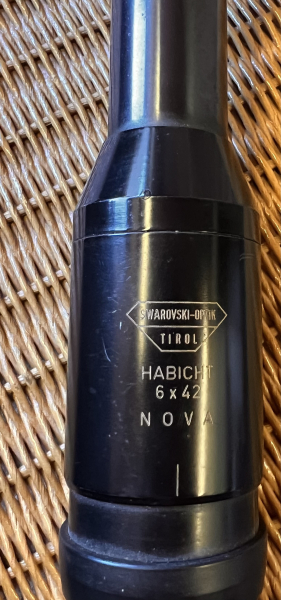 SWAROVSKI-OPTIK
TIROL
HABICHT
6x42
NOVA